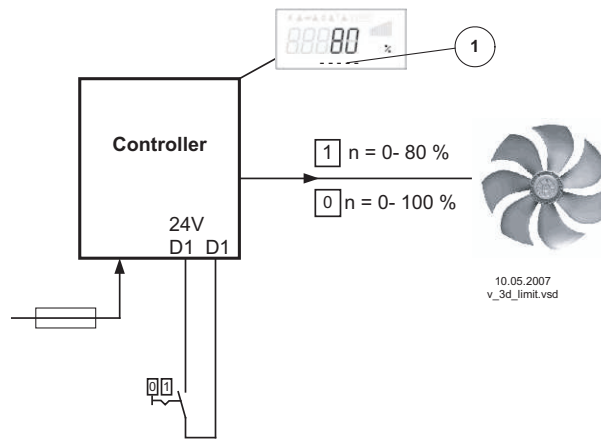 80
%
1
Controller
1 n = 0- 80 %
0 n = 0- 100 %
24V
D1 D1
10.05.2007
v_3d_limit.vsd
0 1